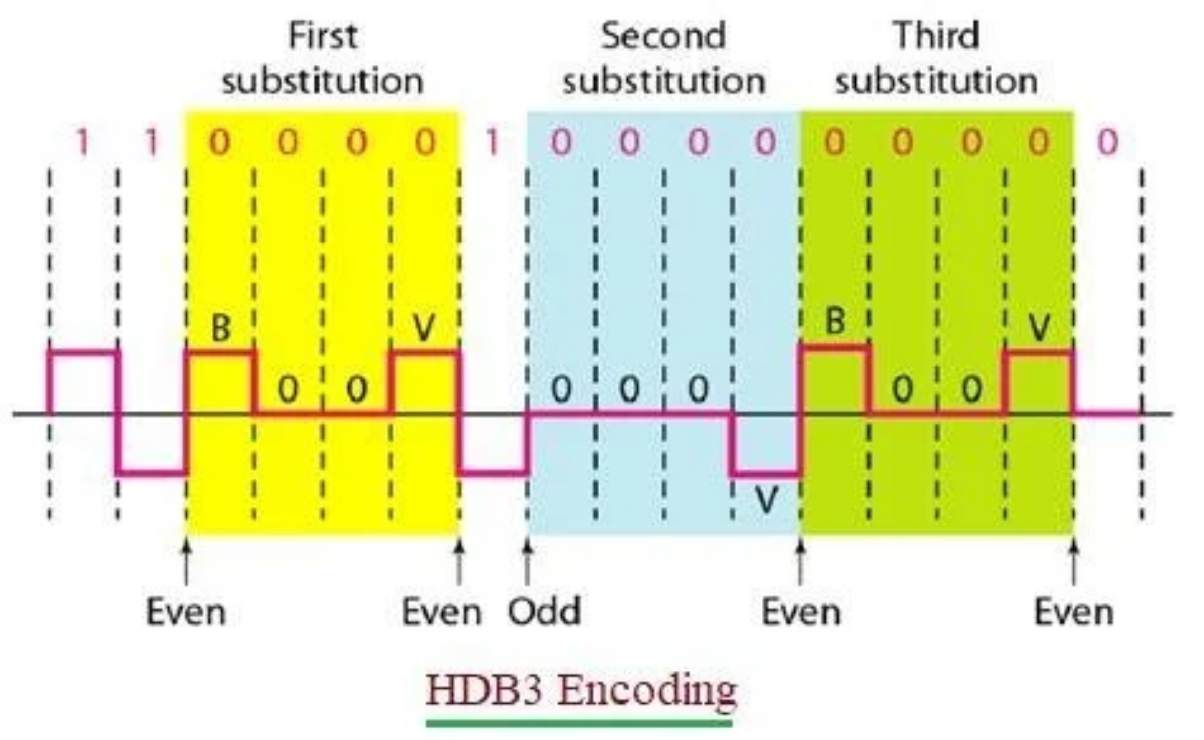 First Second Third
substitution substitution substitution
1 1 0 0 0 0 1 0 0 0 0 0 0 0 0 0
B V B V
0 0 0 0 0 0 0
V
Even Even Odd Even Even
HDB3 Encoding